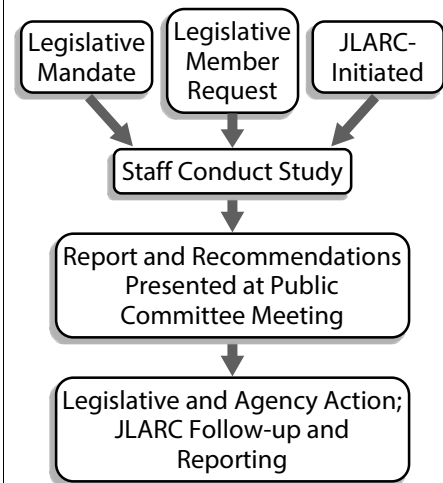 Legislative
Mandate
Legislative
Member
Request
JLARC-
Initiated
Staff Conduct Study
Report and Recommendations
Presented at Public
Committee Meeting
Legislative and Agency Action;
JLARC Follow-up and
Reporting